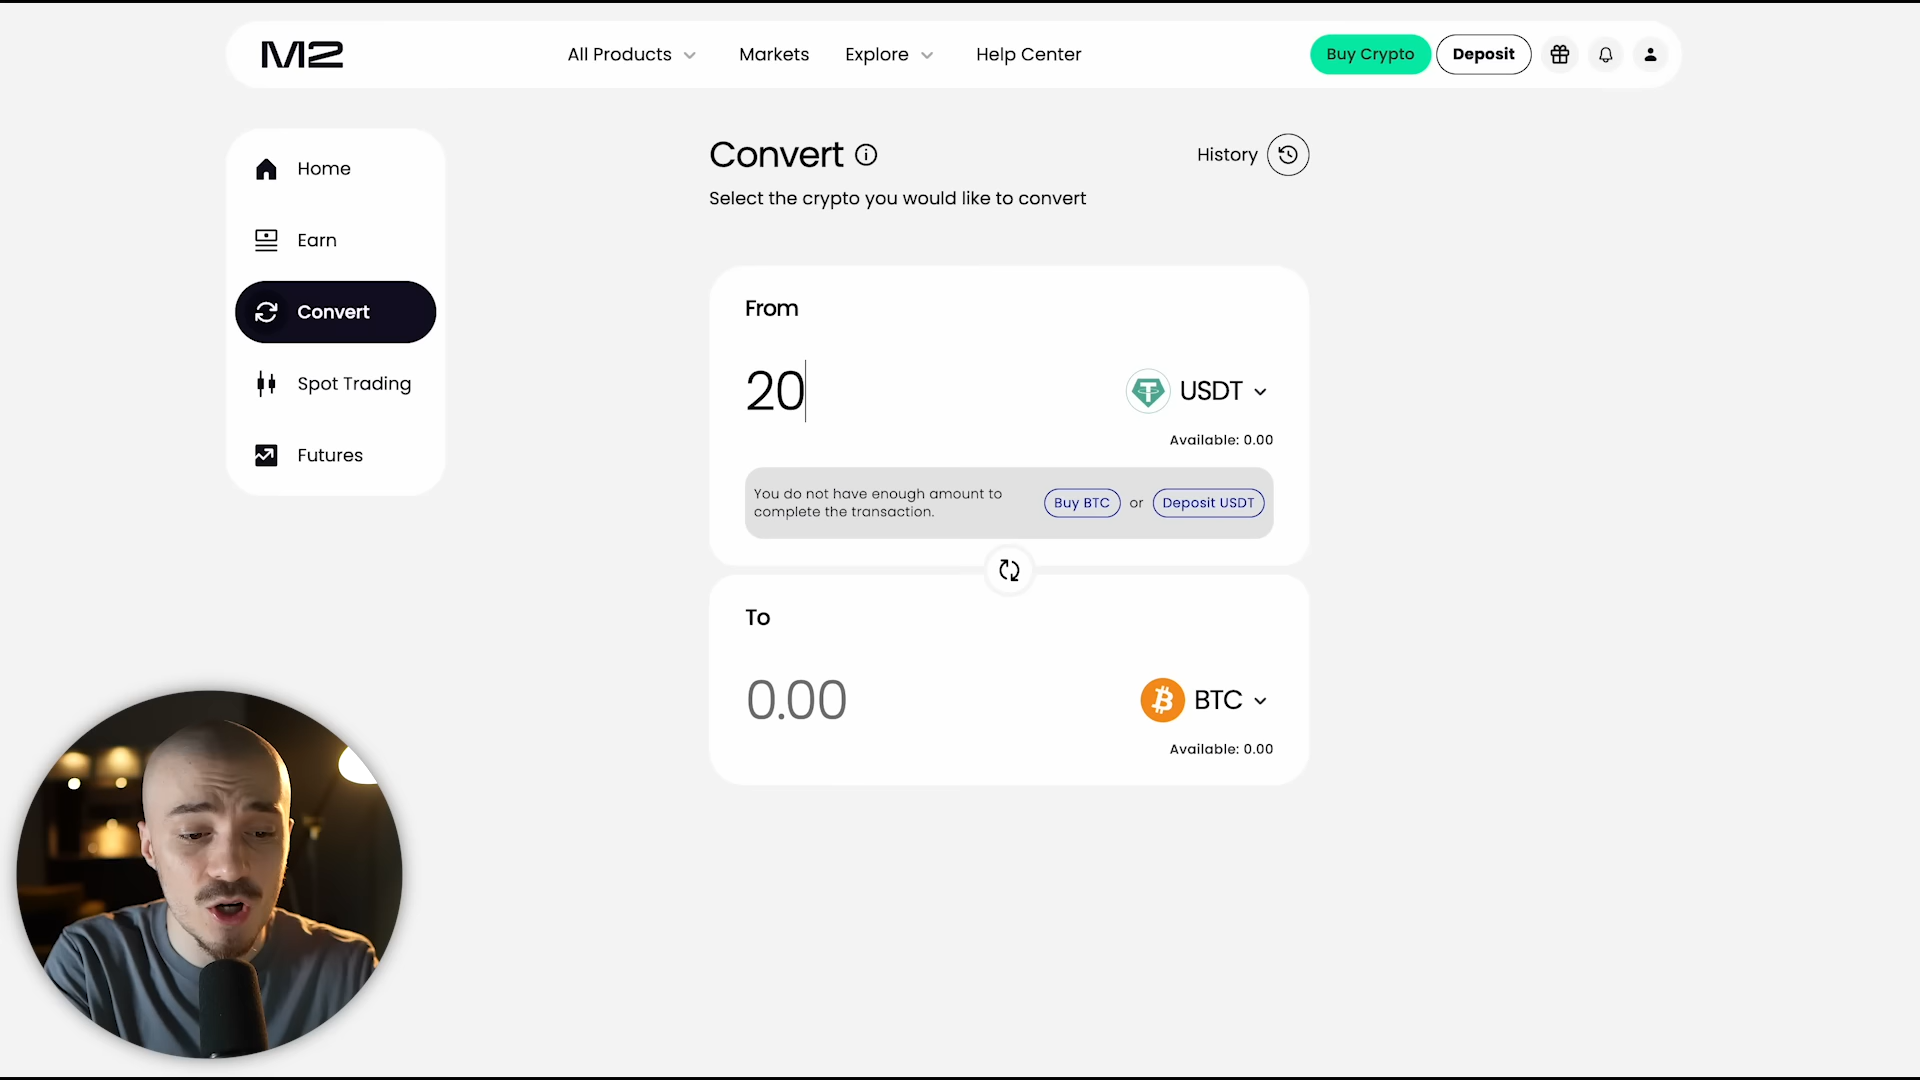 M2
All Products
Markets
Explore
Help Center
Buy Crypto
Deposit
Home
Earn
Convert
Spot Trading
Futures
Convert
History
Select the crypto you would like to convert
From
20
USDT
Available: 0.00
You do not have enough amount to
complete the transaction.
Buy BTC
or
Deposit USDT
To
0.00
BTC
Available: 0.00